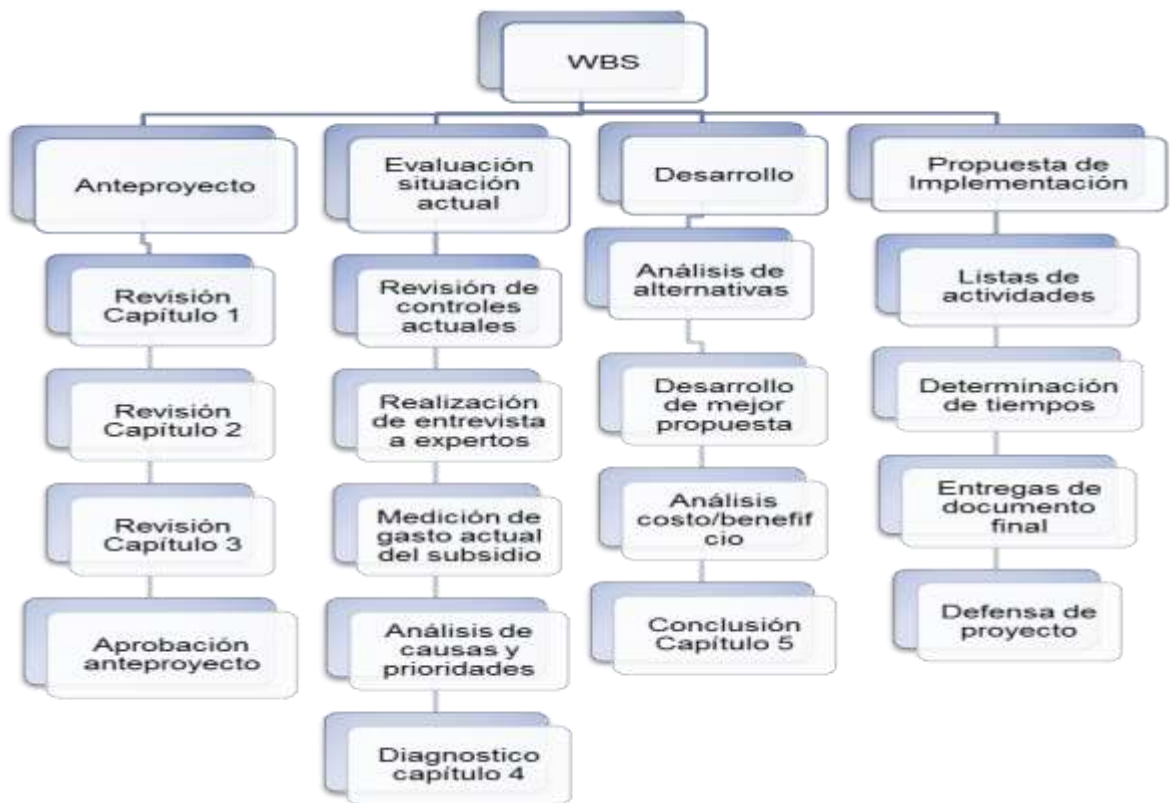 WBS
Anteproyecto
Revisión
Capítulo 1
Revisión
Capítulo 2
Revisión
Capítulo 3
Aprobación
anteproyecto
Evaluación
situación
actual
Revisión de
controles
actuales
Realización
de entrevista
a expertos
Medición de
gasto actual
del subsidio
Análisis de
causas y
prioridades
Diagnostico
capítulo 4
Desarrollo
Análisis de
alternativas
Desarrollo
de mejor
propuesta
Análisis
costo/benefif
cio
Conclusión
Capítulo 5
Propuesta de
Implementación
Listas de
actividades
Determinación
de tiempos
Entregas de
documento
final
Defensa de
proyecto